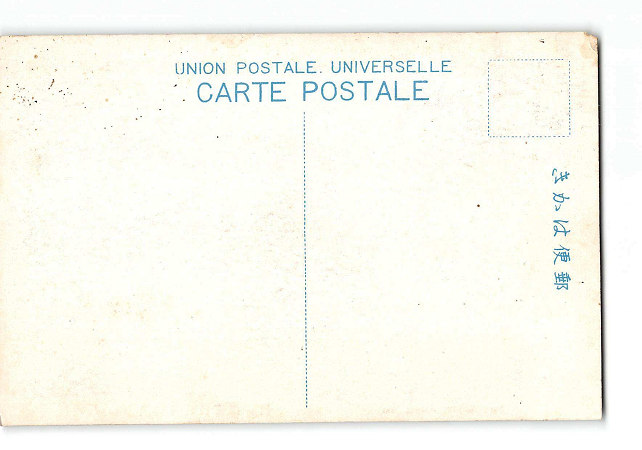 UNION POSTALE. UNIVERSELLE
CARTE POSTALE
きかは便郵